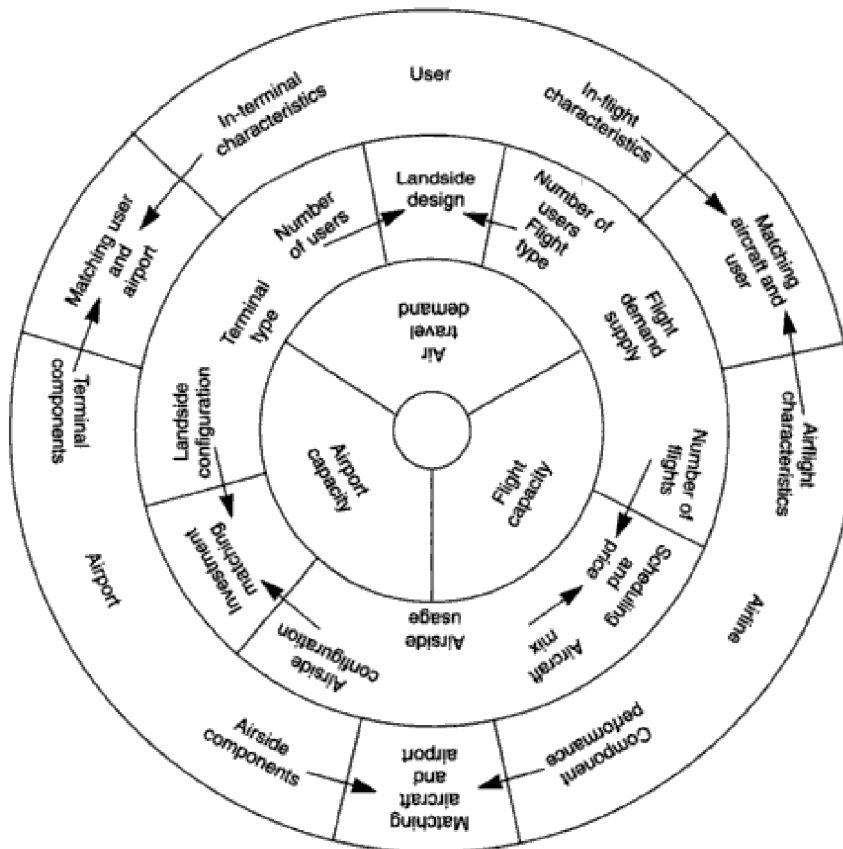 User
In-terminal
characteristics
In-flight
characteristics
Matching user
and
airport
Matching
aircraft and
user
Terminal
components
Airflight
characteristics
Airport
Airline
Airside
components
Component
performance
Matching
aircraft
and
airport
Landside
design
Number
of users
Number of
users
Flight
type
Terminal
type
Flight
demand
supply
Landside
configuration
Number of
flights
Investment
matching
Scheduling
and
price
Airside
configuration
Airside
usage
Aircraft
mix
Air
travel
demand
Airport
capacity
Flight
capacity